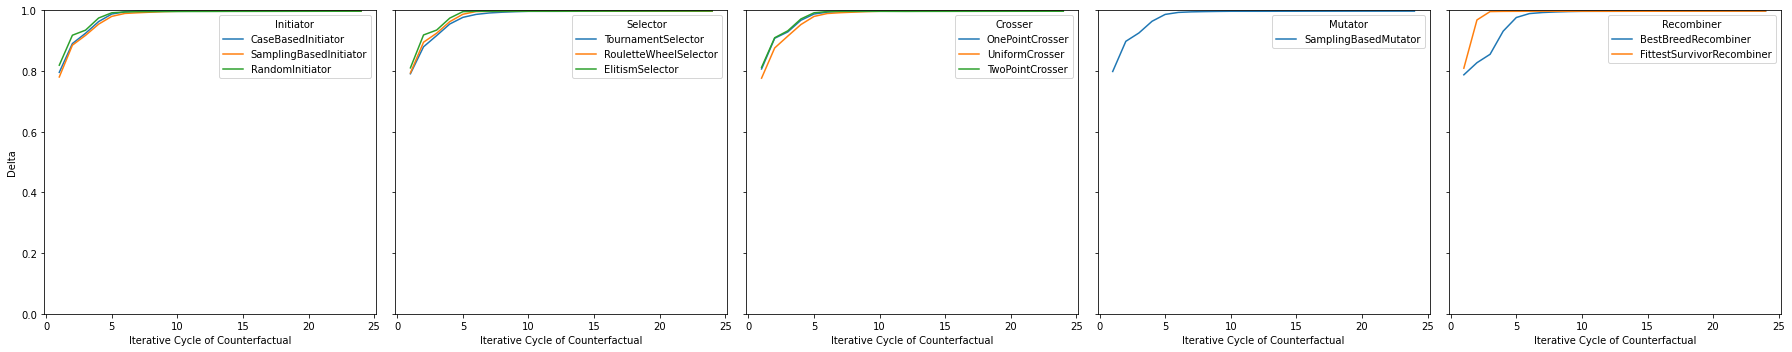 Delta
1.0
0.8
0.6
0.4
0.2
0.0
0 5 10 15 20 25
Iterative Cycle of Counterfactual
Initiator
CaseBasedInitiator
SamplingBasedInitiator
RandomInitiator
0 5 10 15 20 25
Iterative Cycle of Counterfactual
Selector
TournamentSelector
RouletteWheelSelector
ElitismSelector
0 5 10 15 20 25
Iterative Cycle of Counterfactual
Crosser
OnePointCrosser
UniformCrosser
TwoPointCrosser
0 5 10 15 20 25
Iterative Cycle of Counterfactual
Mutator
SamplingBasedMutator
0 5 10 15 20 25
Iterative Cycle of Counterfactual
Recombiner
BestBreedRecombiner
FittestSurvivorRecombiner